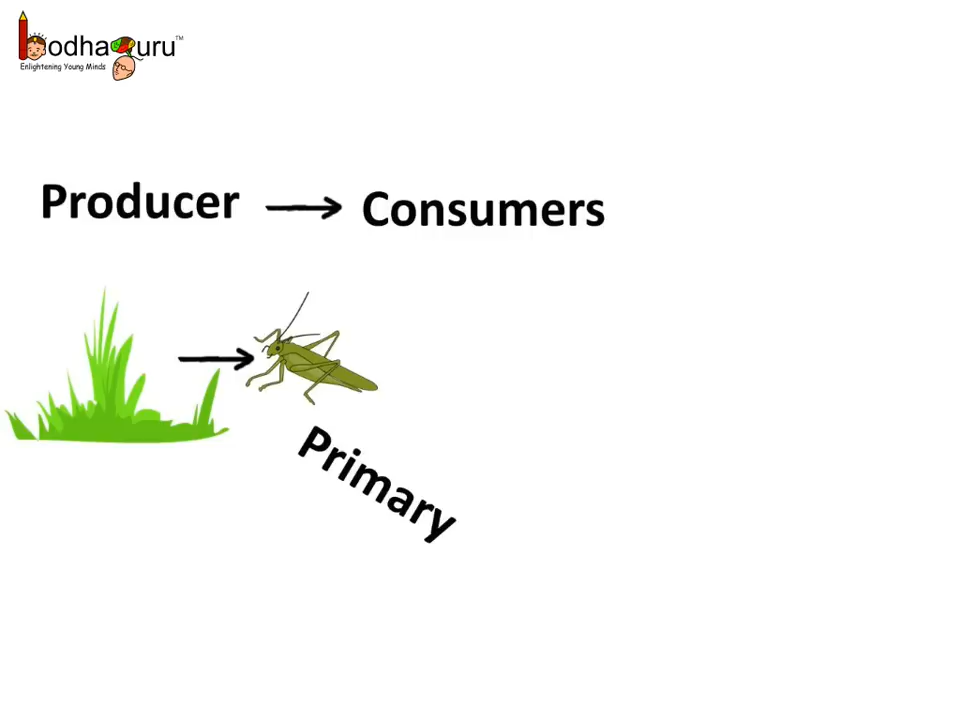 bodhaguru™
Enlightening Young Minds
Producer → Consumers
Primary